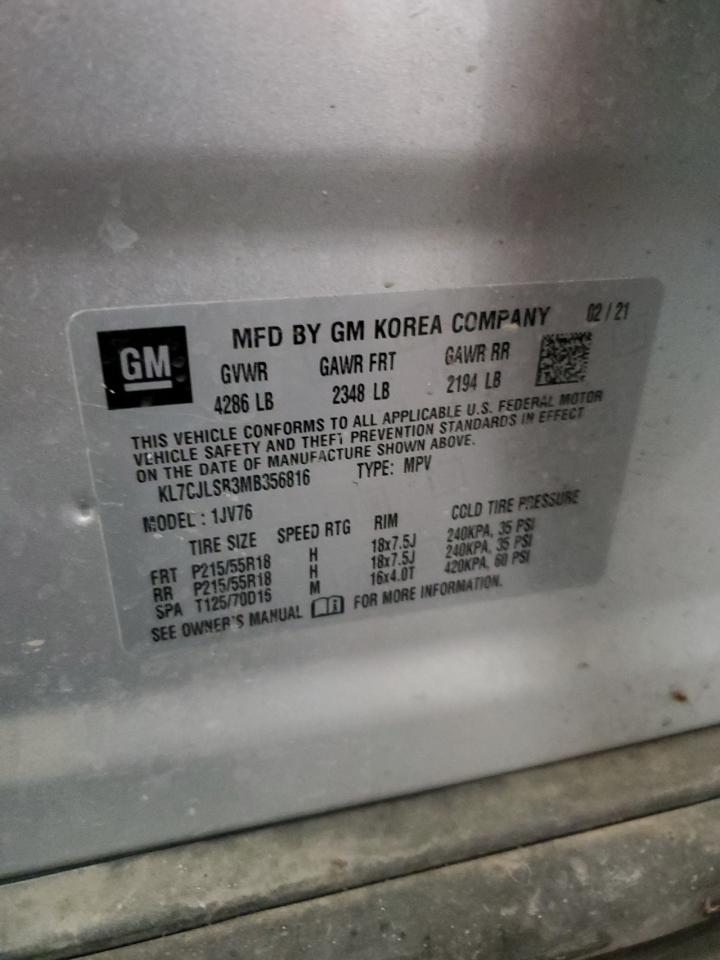 GM
MFD BY GM KOREA COMPANY 02/21
GVWR GAWR FRT GAWR RR
4286 LB 2348 LB 2194 LB
THIS VEHICLE CONFORMS TO ALL APPLICABLE U.S. FEDERAL MOTOR
VEHICLE SAFETY AND THEFT PREVENTION STANDARDS IN EFFECT
ON THE DATE OF MANUFACTURE SHOWN ABOVE.
KL7CJLSB3MB356816 TYPE: MPV
MODEL: 1JV76
TIRE SIZE SPEED RTG RIM COLD TIRE PRESSURE
FRT P215/55R18 H 18x7.5J 240KPA, 35 PSI
RR P215/55R18 H 18x7.5J 240KPA, 35 PSI
SPA T125/70D16 M 16x4.0T 420KPA, 60 PSI
SEE OWNER'S MANUAL FOR MORE INFORMATION.